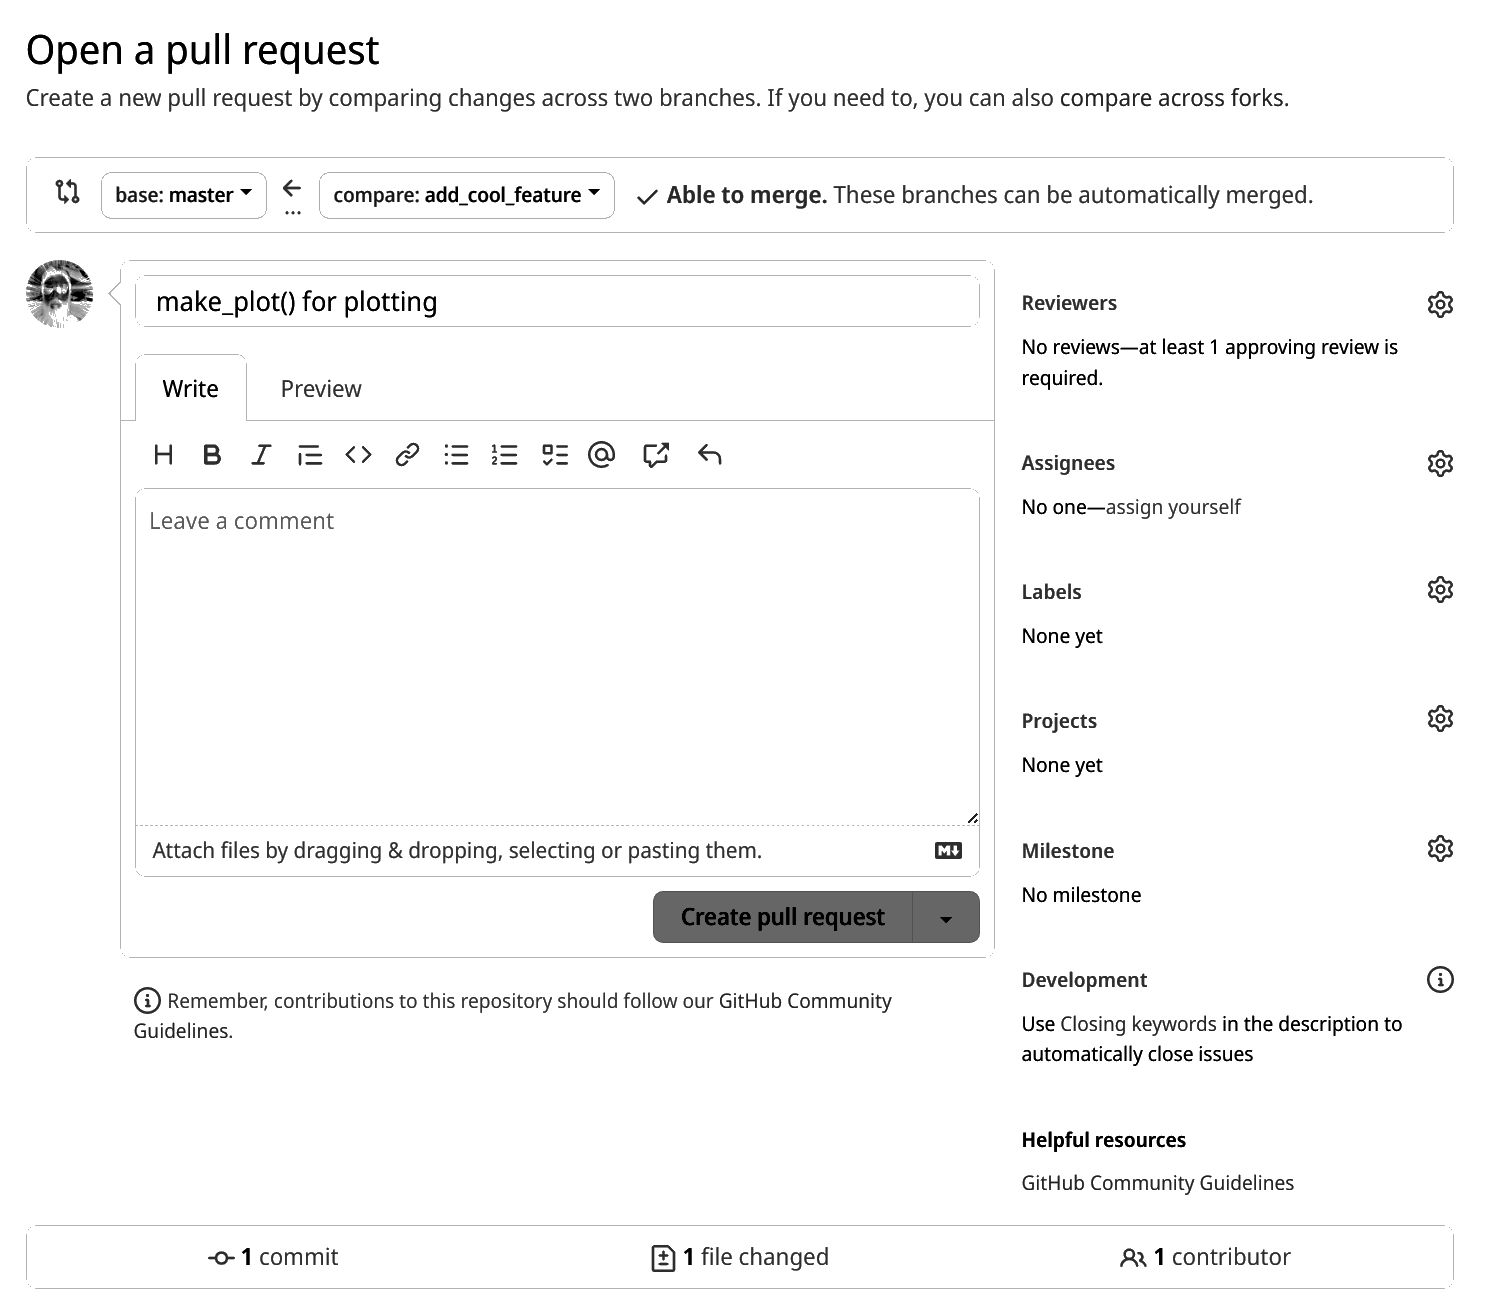 Open a pull request
Create a new pull request by comparing changes across two branches. If you need to, you can also compare across forks.
base: master
compare: add_cool_feature
Able to merge. These branches can be automatically merged.
make_plot() for plotting
Write
Preview
Leave a comment
Attach files by dragging & dropping, selecting or pasting them.
Create pull request
Remember, contributions to this repository should follow our GitHub Community
Guidelines.
Reviewers
No reviews—at least 1 approving review is
required.
Assignees
No one—assign yourself
Labels
None yet
Projects
None yet
Milestone
No milestone
Development
Use Closing keywords in the description to
automatically close issues
Helpful resources
GitHub Community Guidelines
1 commit
1 file changed
1 contributor